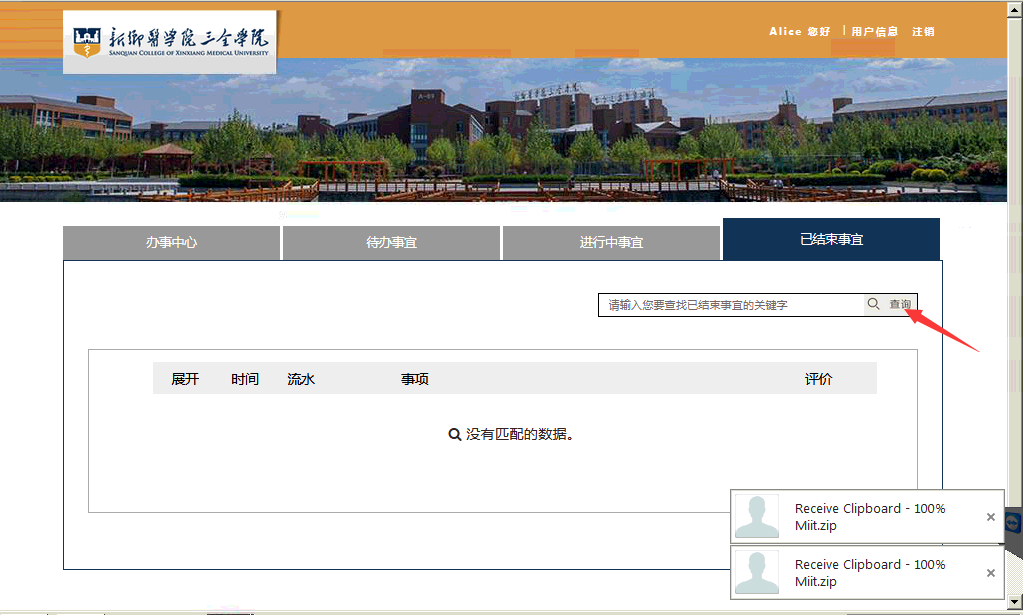 新乡医学院三全学院
SANQUAN COLLEGE OF XINXIANG MEDICAL UNIVERSITY
Alice 您好 | 用户信息 注销
A-09
办事中心 待办事宜 进行中事宜 已结束事宜
请输入您要查找已结束事宜的关键字 查询
展开 时间 流水 事项 评价
没有匹配的数据。
Receive Clipboard - 100%
Miit.zip
Receive Clipboard - 100%
Miit.zip